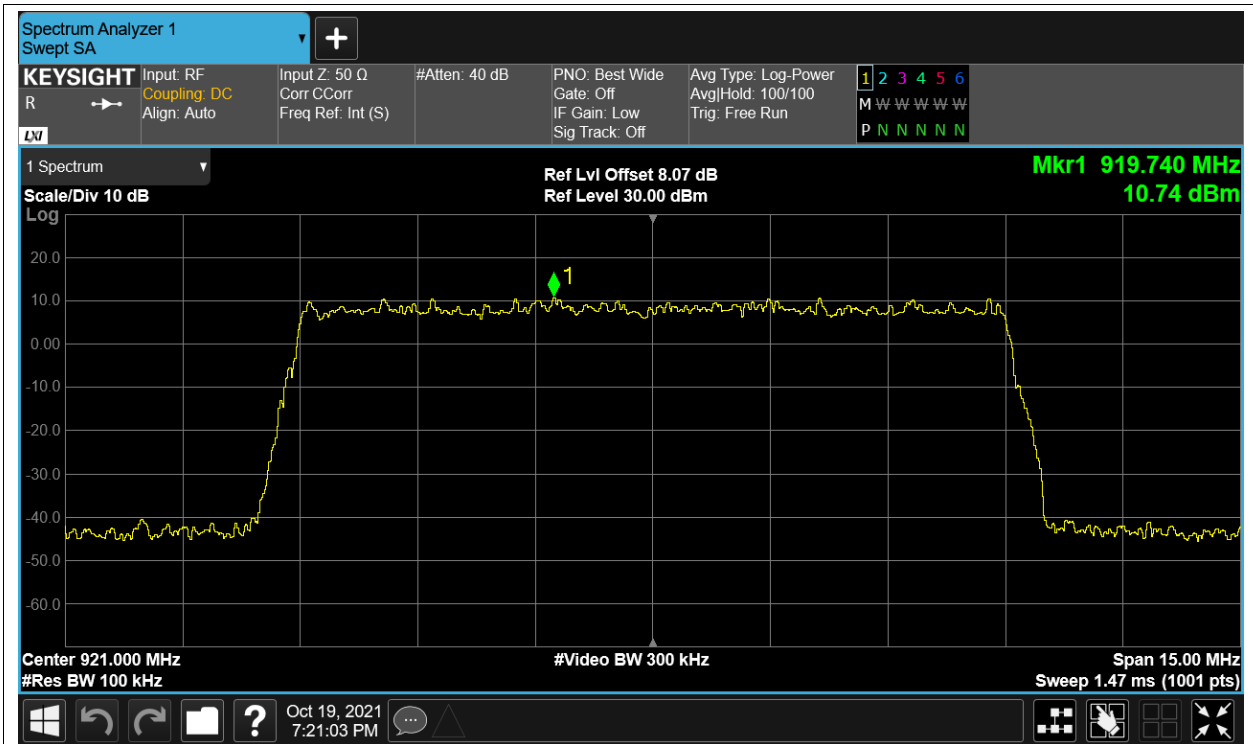 Spectrum Analyzer 1
Swept SA
KEYSIGHT
R
LXI
Input: RF
Coupling: DC
Align: Auto
Input Z: 50 Ω
Corr CCorr
Freq Ref: Int (S)
#Atten: 40 dB
PNO: Best Wide
Gate: Off
IF Gain: Low
Sig Track: Off
Avg Type: Log-Power
Avg|Hold: 100/100
Trig: Free Run
1 2 3 4 5 6
M W W W W W
P N N N N N
1 Spectrum
Scale/Div 10 dB
Log
Ref Lvl Offset 8.07 dB
Ref Level 30.00 dBm
Mkr1 919.740 MHz
10.74 dBm
1
20.0
10.0
0.00
-10.0
-20.0
-30.0
-40.0
-50.0
-60.0
Center 921.000 MHz
#Res BW 100 kHz
#Video BW 300 kHz
Span 15.00 MHz
Sweep 1.47 ms (1001 pts)
?
Oct 19, 2021
7:21:03 PM